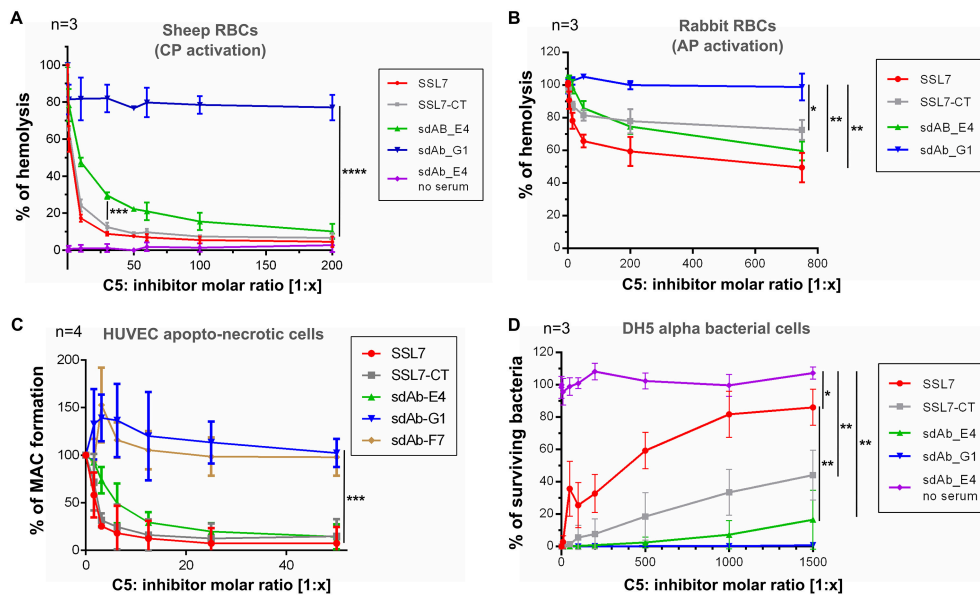 A
n=3
Sheep RBCs
(CP activation)
% of hemolysis
100
80
60
40
20
0
0
50
100
150
200
C5: inhibitor molar ratio [1:x]
***
****
SSL7
SSL7-CT
sdAB_E4
sdAb_G1
sdAb_E4
no serum
B
n=3
Rabbit RBCs
(AP activation)
% of hemolysis
120
100
80
60
40
20
0
0
200
400
600
800
C5: inhibitor molar ratio [1:x]
*
**
**
SSL7
SSL7-CT
sdAB_E4
sdAb_G1
C
n=4
HUVEC apopto-necrotic cells
% of MAC formation
200
150
100
50
0
0
20
40
C5: inhibitor molar ratio [1:x]
***
SSL7
SSL7-CT
sdAb-E4
sdAb-G1
sdAb-F7
D
n=3
DH5 alpha bacterial cells
% of surviving bacteria
120
100
80
60
40
20
0
0
500
1000
1500
C5: inhibitor molar ratio [1:x]
*
**
**
**
SSL7
SSL7-CT
sdAb_E4
sdAb_G1
sdAb_E4
no serum